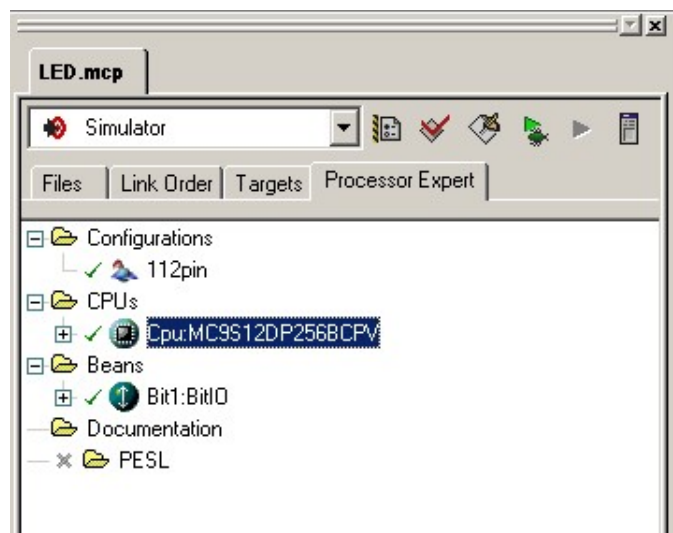 LED.mcp
Simulator
Files Link Order Targets Processor Expert
Configurations
112pin
CPUs
Cpu:MC9S12DP256BCPV
Beans
Bit1:BitIO
Documentation
PESL